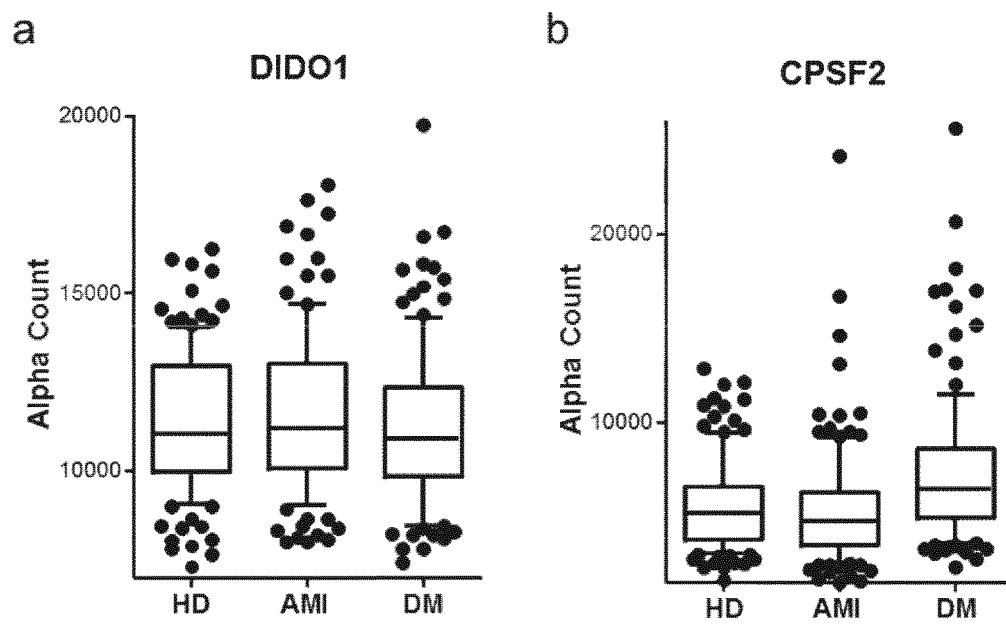 a
DIDO1
Alpha Count
20000
15000
10000
HD
AMI
DM
b
CPSF2
Alpha Count
20000
10000
HD
AMI
DM